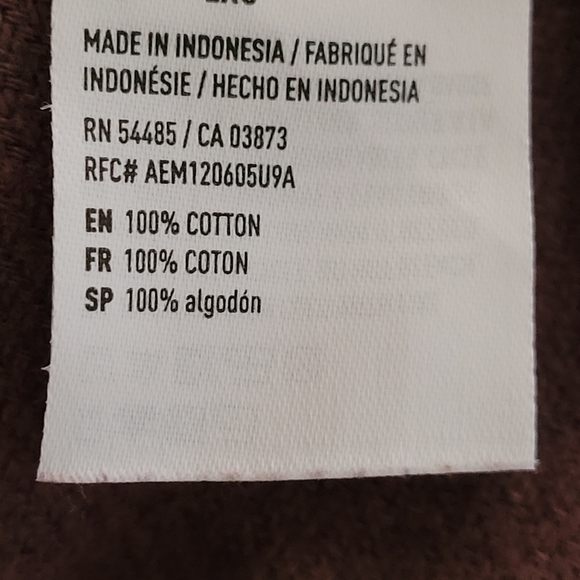 MADE IN INDONESIA / FABRIQUÉ EN
INDONÉSIE / HECHO EN INDONESIA
RN 54485 / CA 03873
RFC# AEM120605U9A
EN 100% COTTON
FR 100% COTON
SP 100% algodón